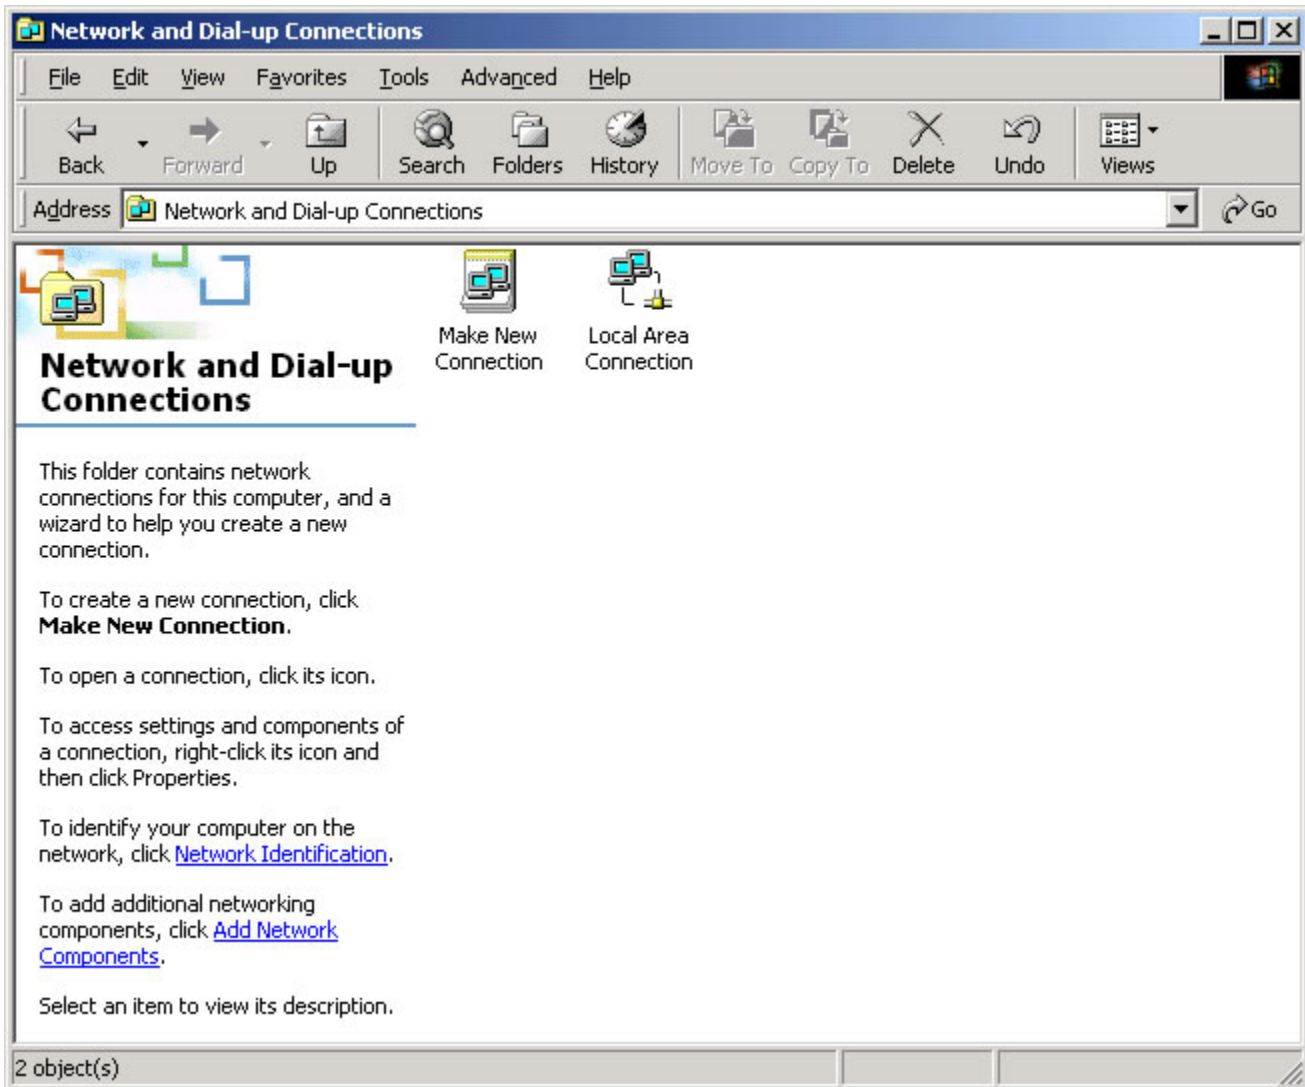 Network and Dial-up Connections
File Edit View Favorites Tools Advanced Help
Back Forward Up Search Folders History Move To Copy To Delete Undo Views
Address Network and Dial-up Connections Go
Make New Connection
Local Area Connection
Network and Dial-up
Connections
This folder contains network
connections for this computer, and a
wizard to help you create a new
connection.
To create a new connection, click
Make New Connection.
To open a connection, click its icon.
To access settings and components of
a connection, right-click its icon and
then click Properties.
To identify your computer on the
network, click Network Identification.
To add additional networking
components, click Add Network
Components.
Select an item to view its description.
2 object(s)